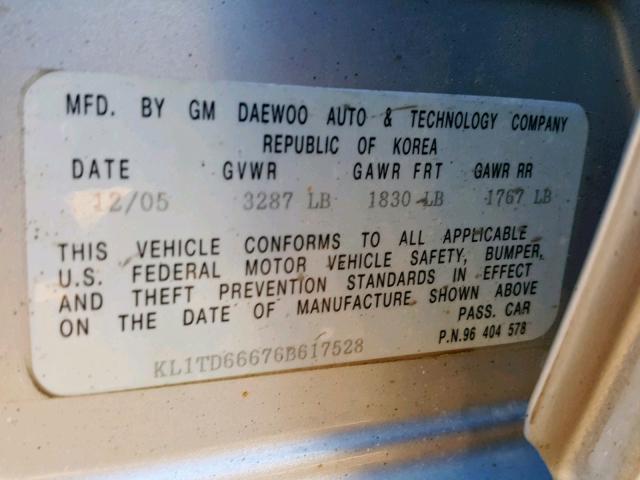 MFD. BY GM DAEWOO AUTO & TECHNOLOGY COMPANY
REPUBLIC OF KOREA
DATE GVWR GAWR FRT GAWR RR
12/05 3287 LB 1830 LB 1767 LB
THIS VEHICLE CONFORMS TO ALL APPLICABLE
U.S. FEDERAL MOTOR VEHICLE SAFETY, BUMPER,
AND THEFT PREVENTION STANDARDS IN EFFECT
ON THE DATE OF MANUFACTURE SHOWN ABOVE
PASS. CAR
P.N.96 404 578
KL1TD66676B617528